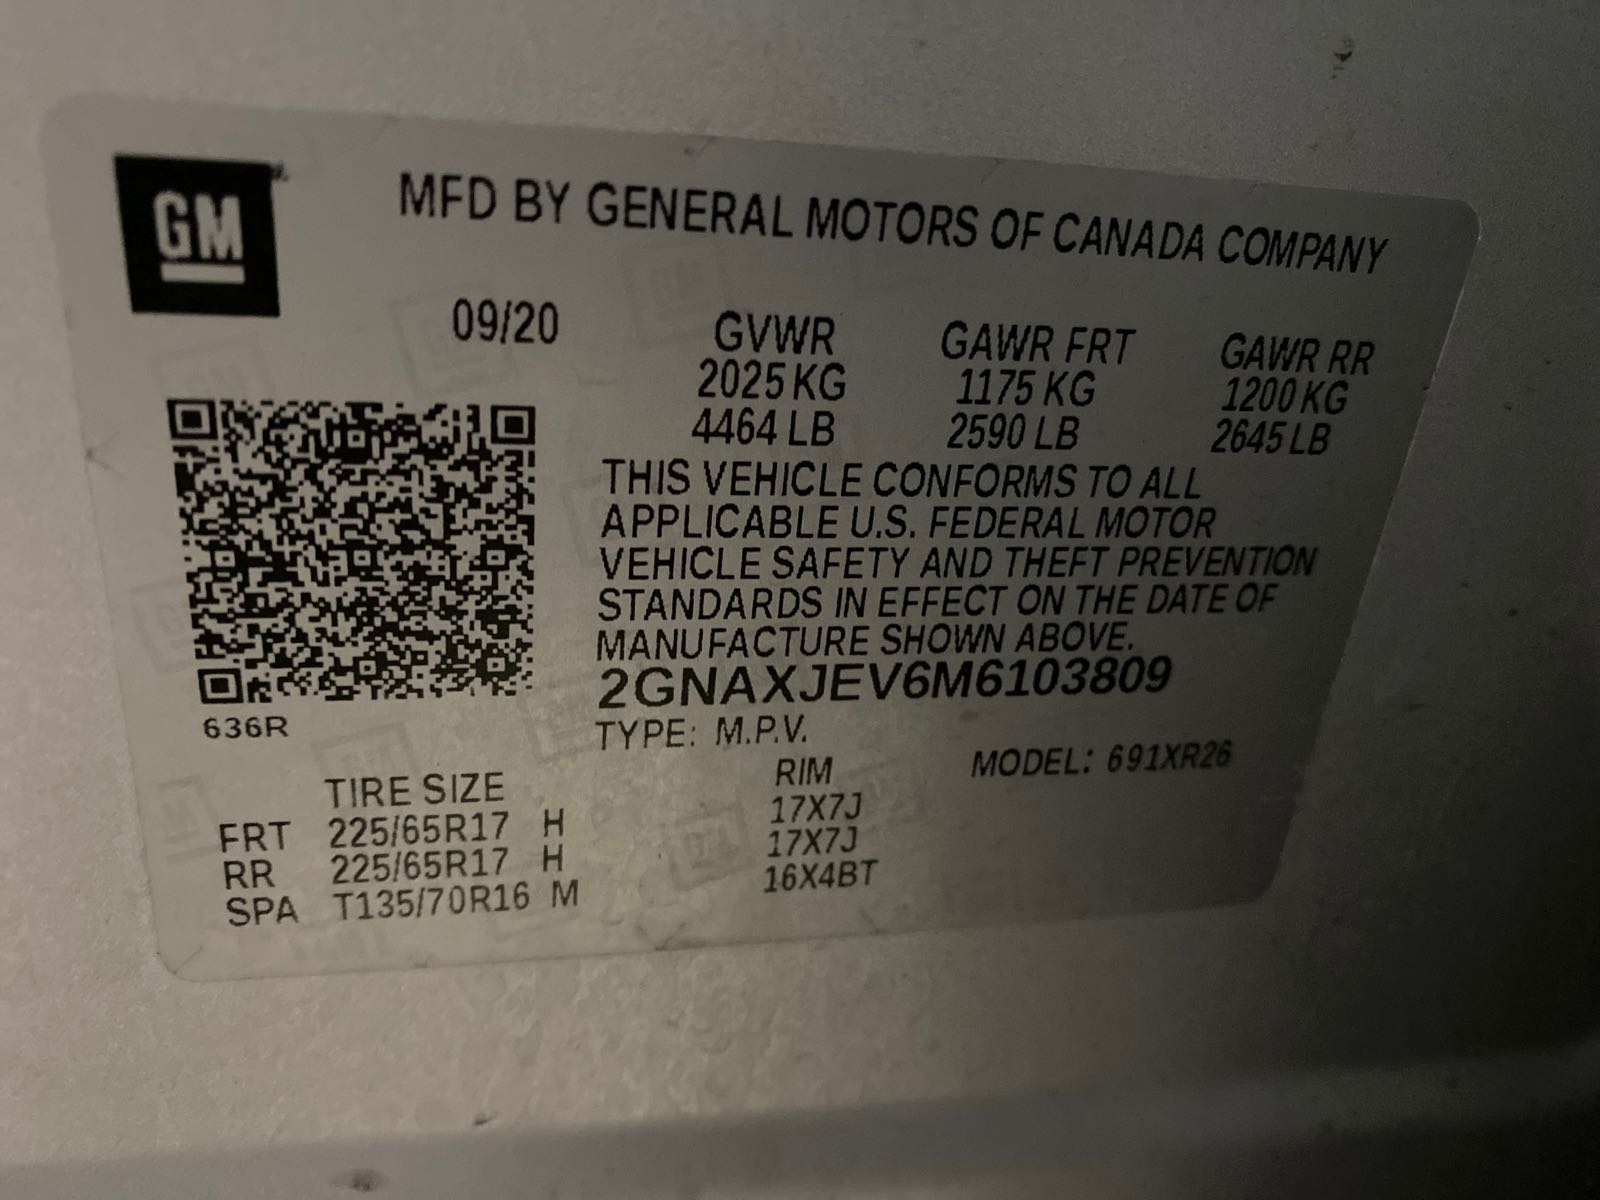 GM
MFD BY GENERAL MOTORS OF CANADA COMPANY
09/20
GVWR GAWR FRT GAWR RR
2025 KG 1175 KG 1200 KG
4464 LB 2590 LB 2645 LB
THIS VEHICLE CONFORMS TO ALL
APPLICABLE U.S. FEDERAL MOTOR
VEHICLE SAFETY AND THEFT PREVENTION
STANDARDS IN EFFECT ON THE DATE OF
MANUFACTURE SHOWN ABOVE.
2GNAXJEV6M6103809
636R
TYPE: M.P.V. MODEL: 691XR26
TIRE SIZE RIM
FRT 225/65R17 H 17X7J
RR 225/65R17 H 17X7J
SPA T135/70R16 M 16X4BT